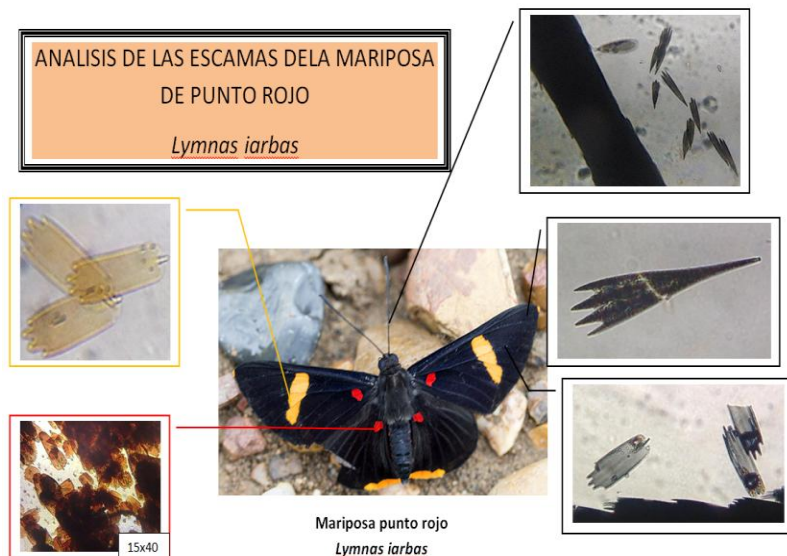 ANALISIS DE LAS ESCAMAS DELA MARIPOSA
DE PUNTO ROJO
Lymnas iarbas
15x40
Mariposa punto rojo
Lymnas iarbas